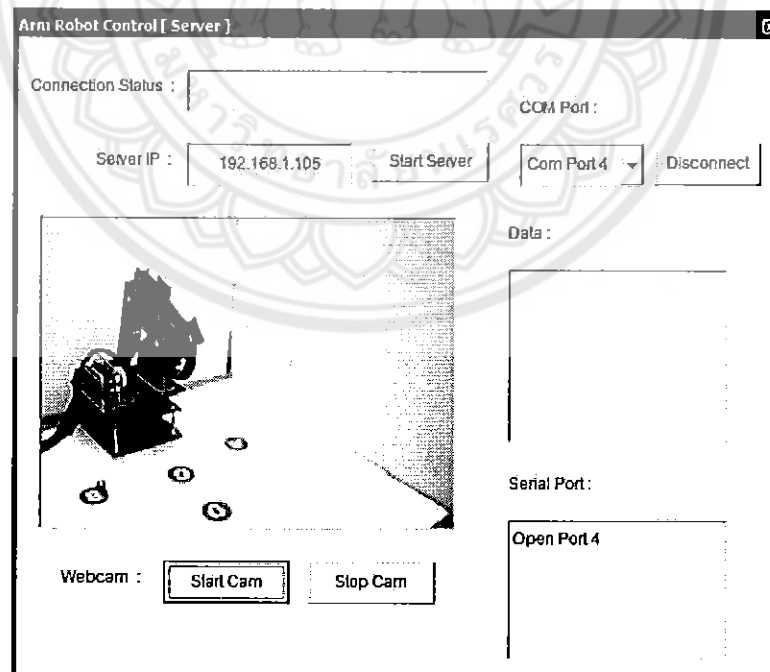 Arm Robot Control [ Server ]
Connection Status :
COM Port :
Server IP :
192.168.1.105
Start Server
Com Port 4
Disconnect
Data :
Serial Port :
Open Port 4
Webcam :
Start Cam
Stop Cam